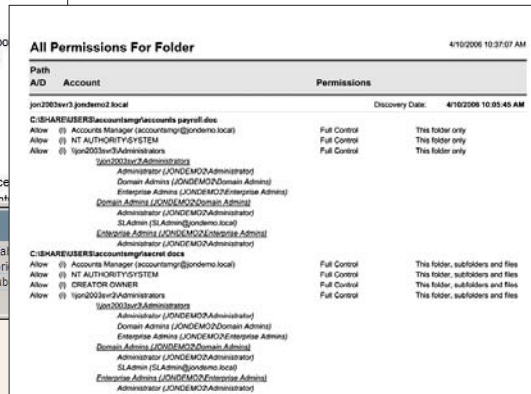 All Permissions For Folder
4/10/2006 10:37:07 AM
Path
A/D Account Permissions
jon2003svr3.jondemo2.local Discovery Date: 4/10/2006 10:05:45 AM
C:\SHARE\USERS\accountsmgr\accounts payroll.doc
Allow (I) Accounts Manager (accountsmgr@jondemo.local) Full Control This folder only
Allow (I) NT AUTHORITY\SYSTEM Full Control This folder only
Allow (I) \\jon2003svr3\Administrators Full Control This folder only
\\jon2003svr3\Administrators
Administrator (JONDEMO2\Administrator)
Domain Admins (JONDEMO2\Domain Admins)
Enterprise Admins (JONDEMO2\Enterprise Admins)
Domain Admins (JONDEMO2\Domain Admins)
Administrator (JONDEMO2\Administrator)
SLAdmin (SLAdmin@jondemo.local)
Enterprise Admins (JONDEMO2\Enterprise Admins)
Administrator (JONDEMO2\Administrator)
C:\SHARE\USERS\accountsmgr\secret docs
Allow (I) Accounts Manager (accountsmgr@jondemo.local) Full Control This folder, subfolders and files
Allow (I) NT AUTHORITY\SYSTEM Full Control This folder, subfolders and files
Allow (I) CREATOR OWNER Full Control This folder, subfolders and files
Allow (I) \\jon2003svr3\Administrators Full Control This folder, subfolders and files
\\jon2003svr3\Administrators
Administrator (JONDEMO2\Administrator)
Domain Admins (JONDEMO2\Domain Admins)
Enterprise Admins (JONDEMO2\Enterprise Admins)
Domain Admins (JONDEMO2\Domain Admins)
Administrator (JONDEMO2\Administrator)
SLAdmin (SLAdmin@jondemo.local)
Enterprise Admins (JONDEMO2\Enterprise Admins)
Administrator (JONDEMO2\Administrator)